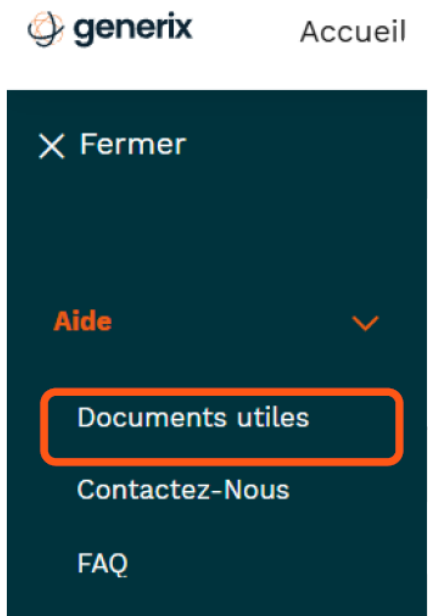 generix Accueil
Fermer
Aide
Documents utiles
Contactez-Nous
FAQ